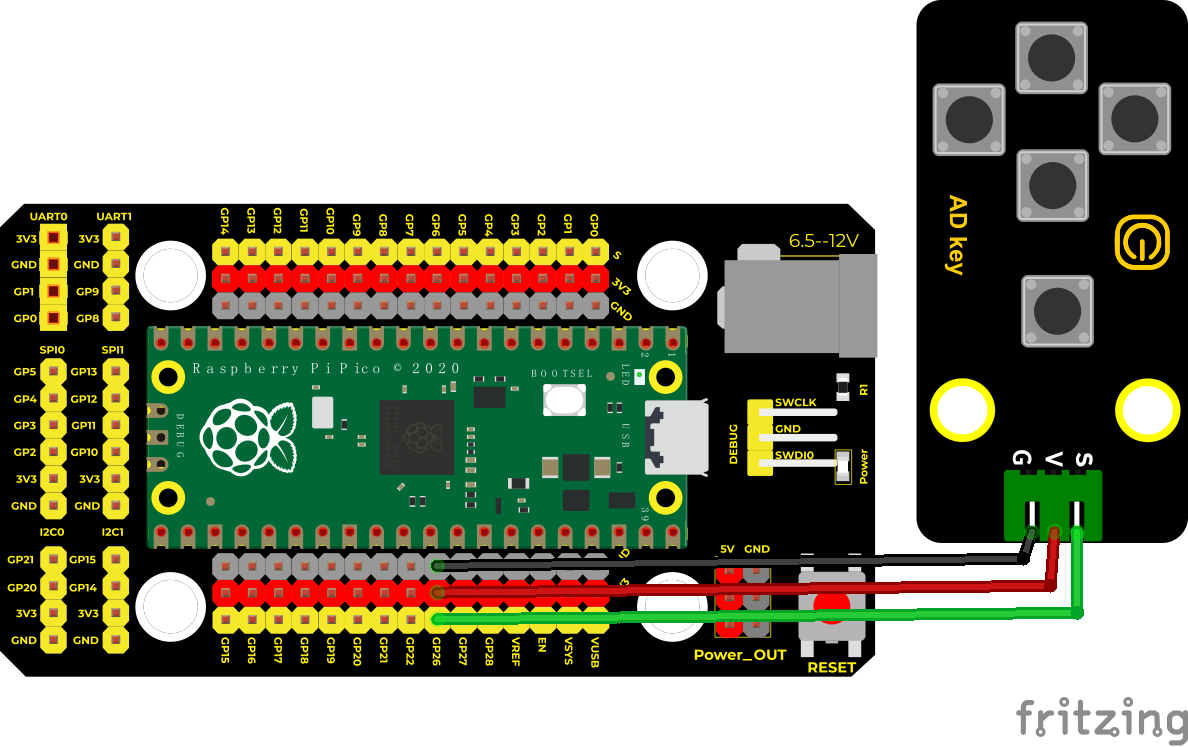 UART0
3V3
GND
GP1
GP0
UART1
3V3
GND
GP9
GP8
SPI0
GP5
GP4
GP3
GP2
3V3
GND
SPI1
GP13
GP12
GP11
GP10
3V3
GND
I2C0
GP21
GP20
3V3
GND
I2C1
GP15
GP14
3V3
GND
GP14 GP13 GP12 GP11 GP10 GP9 GP8 GP7 GP6 GP5 GP4 GP3 GP2 GP1 GP0
S
3V3
GND
6.5--12V
Raspberry Pi Pico © 2020
BOOTSEL
LED
2
1
DEBUG
USB
39
R1
DEBUG
SWCLK
GND
SWDI0
Power
5V GND
Power_OUT
RESET
GP15 GP16 GP17 GP18 GP19 GP20 GP21 GP22 GP26 GP27 GP28 VREF EN VSYS VUSB
AD key
G V S
fritzing